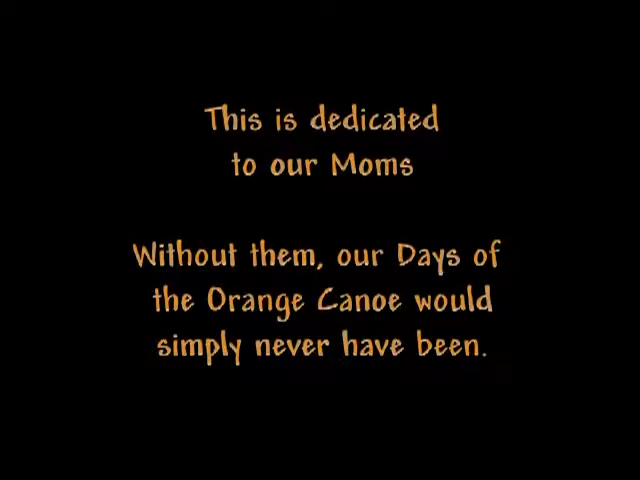 This is dedicated
to our Moms
Without them, our Days of
the Orange Canoe would
simply never have been.